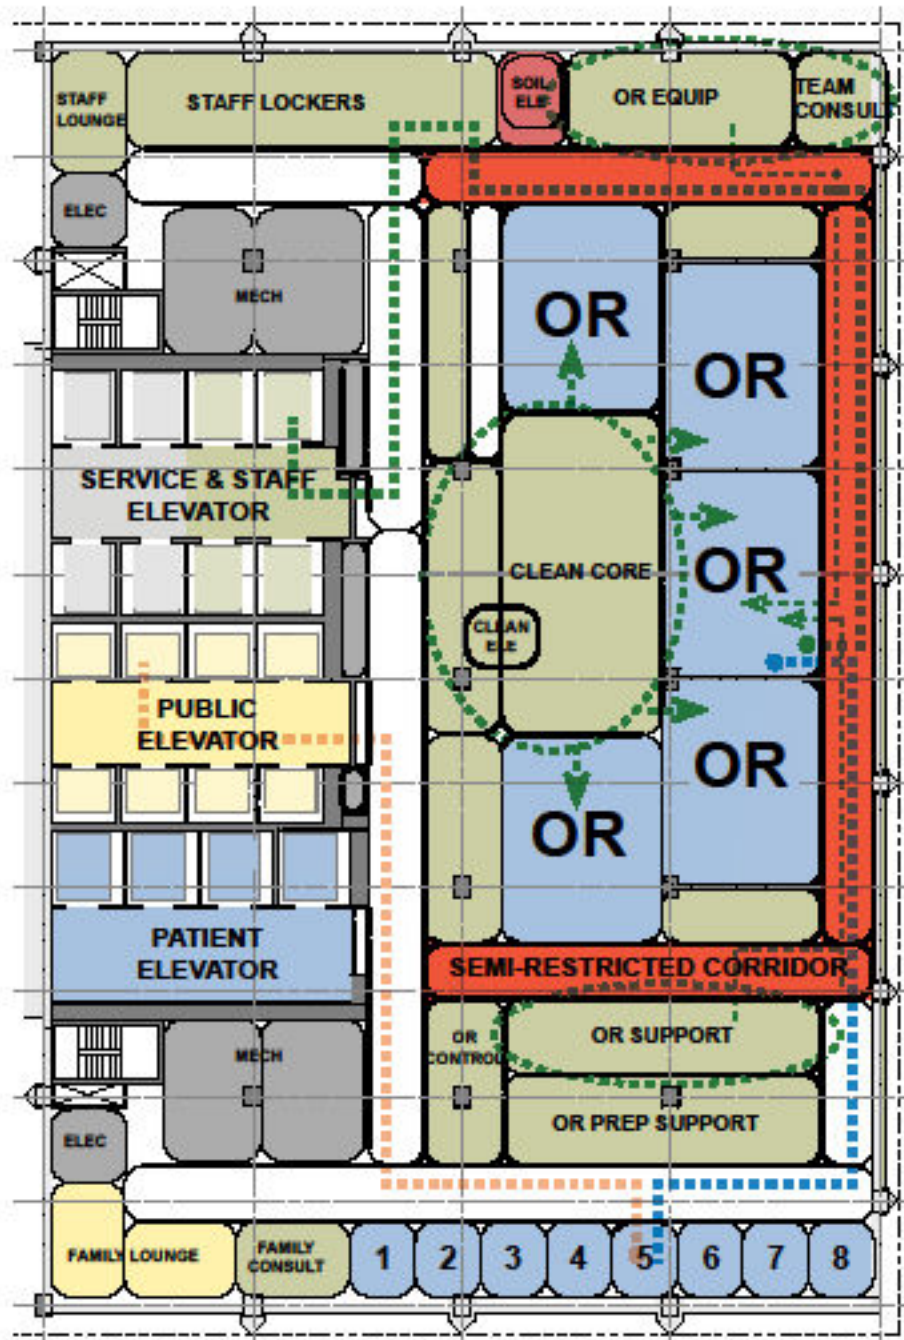 STAFF
LOUNGE
STAFF LOCKERS
SOIL
ELE
OR EQUIP
TEAM
CONSULT
ELEC
MECH
OR
OR
SERVICE & STAFF
ELEVATOR
CLEAN CORE
OR
CLEAN
ELE
PUBLIC
ELEVATOR
OR
OR
PATIENT
ELEVATOR
SEMI-RESTRICTED CORRIDOR
MECH
OR
CONTROL
OR SUPPORT
OR PREP SUPPORT
ELEC
FAMILY LOUNGE
FAMILY
CONSULT
1 2 3 4 5 6 7 8